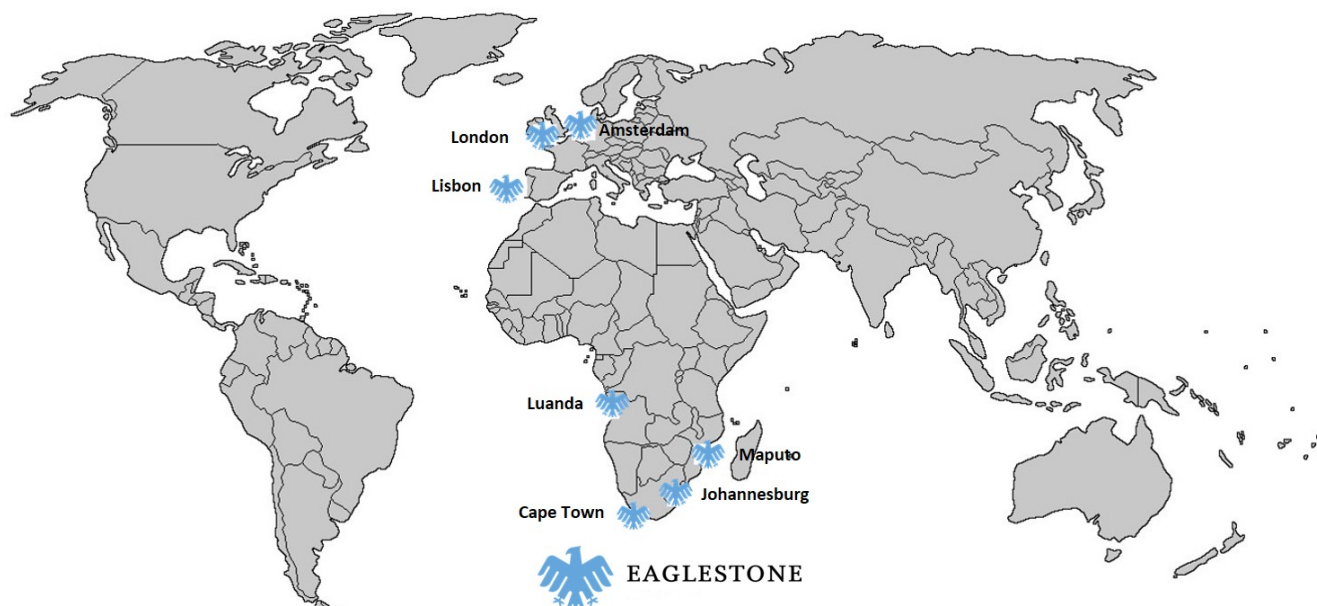 London
Amsterdam
Lisbon
Luanda
Maputo
Johannesburg
Cape Town
EAGLESTONE